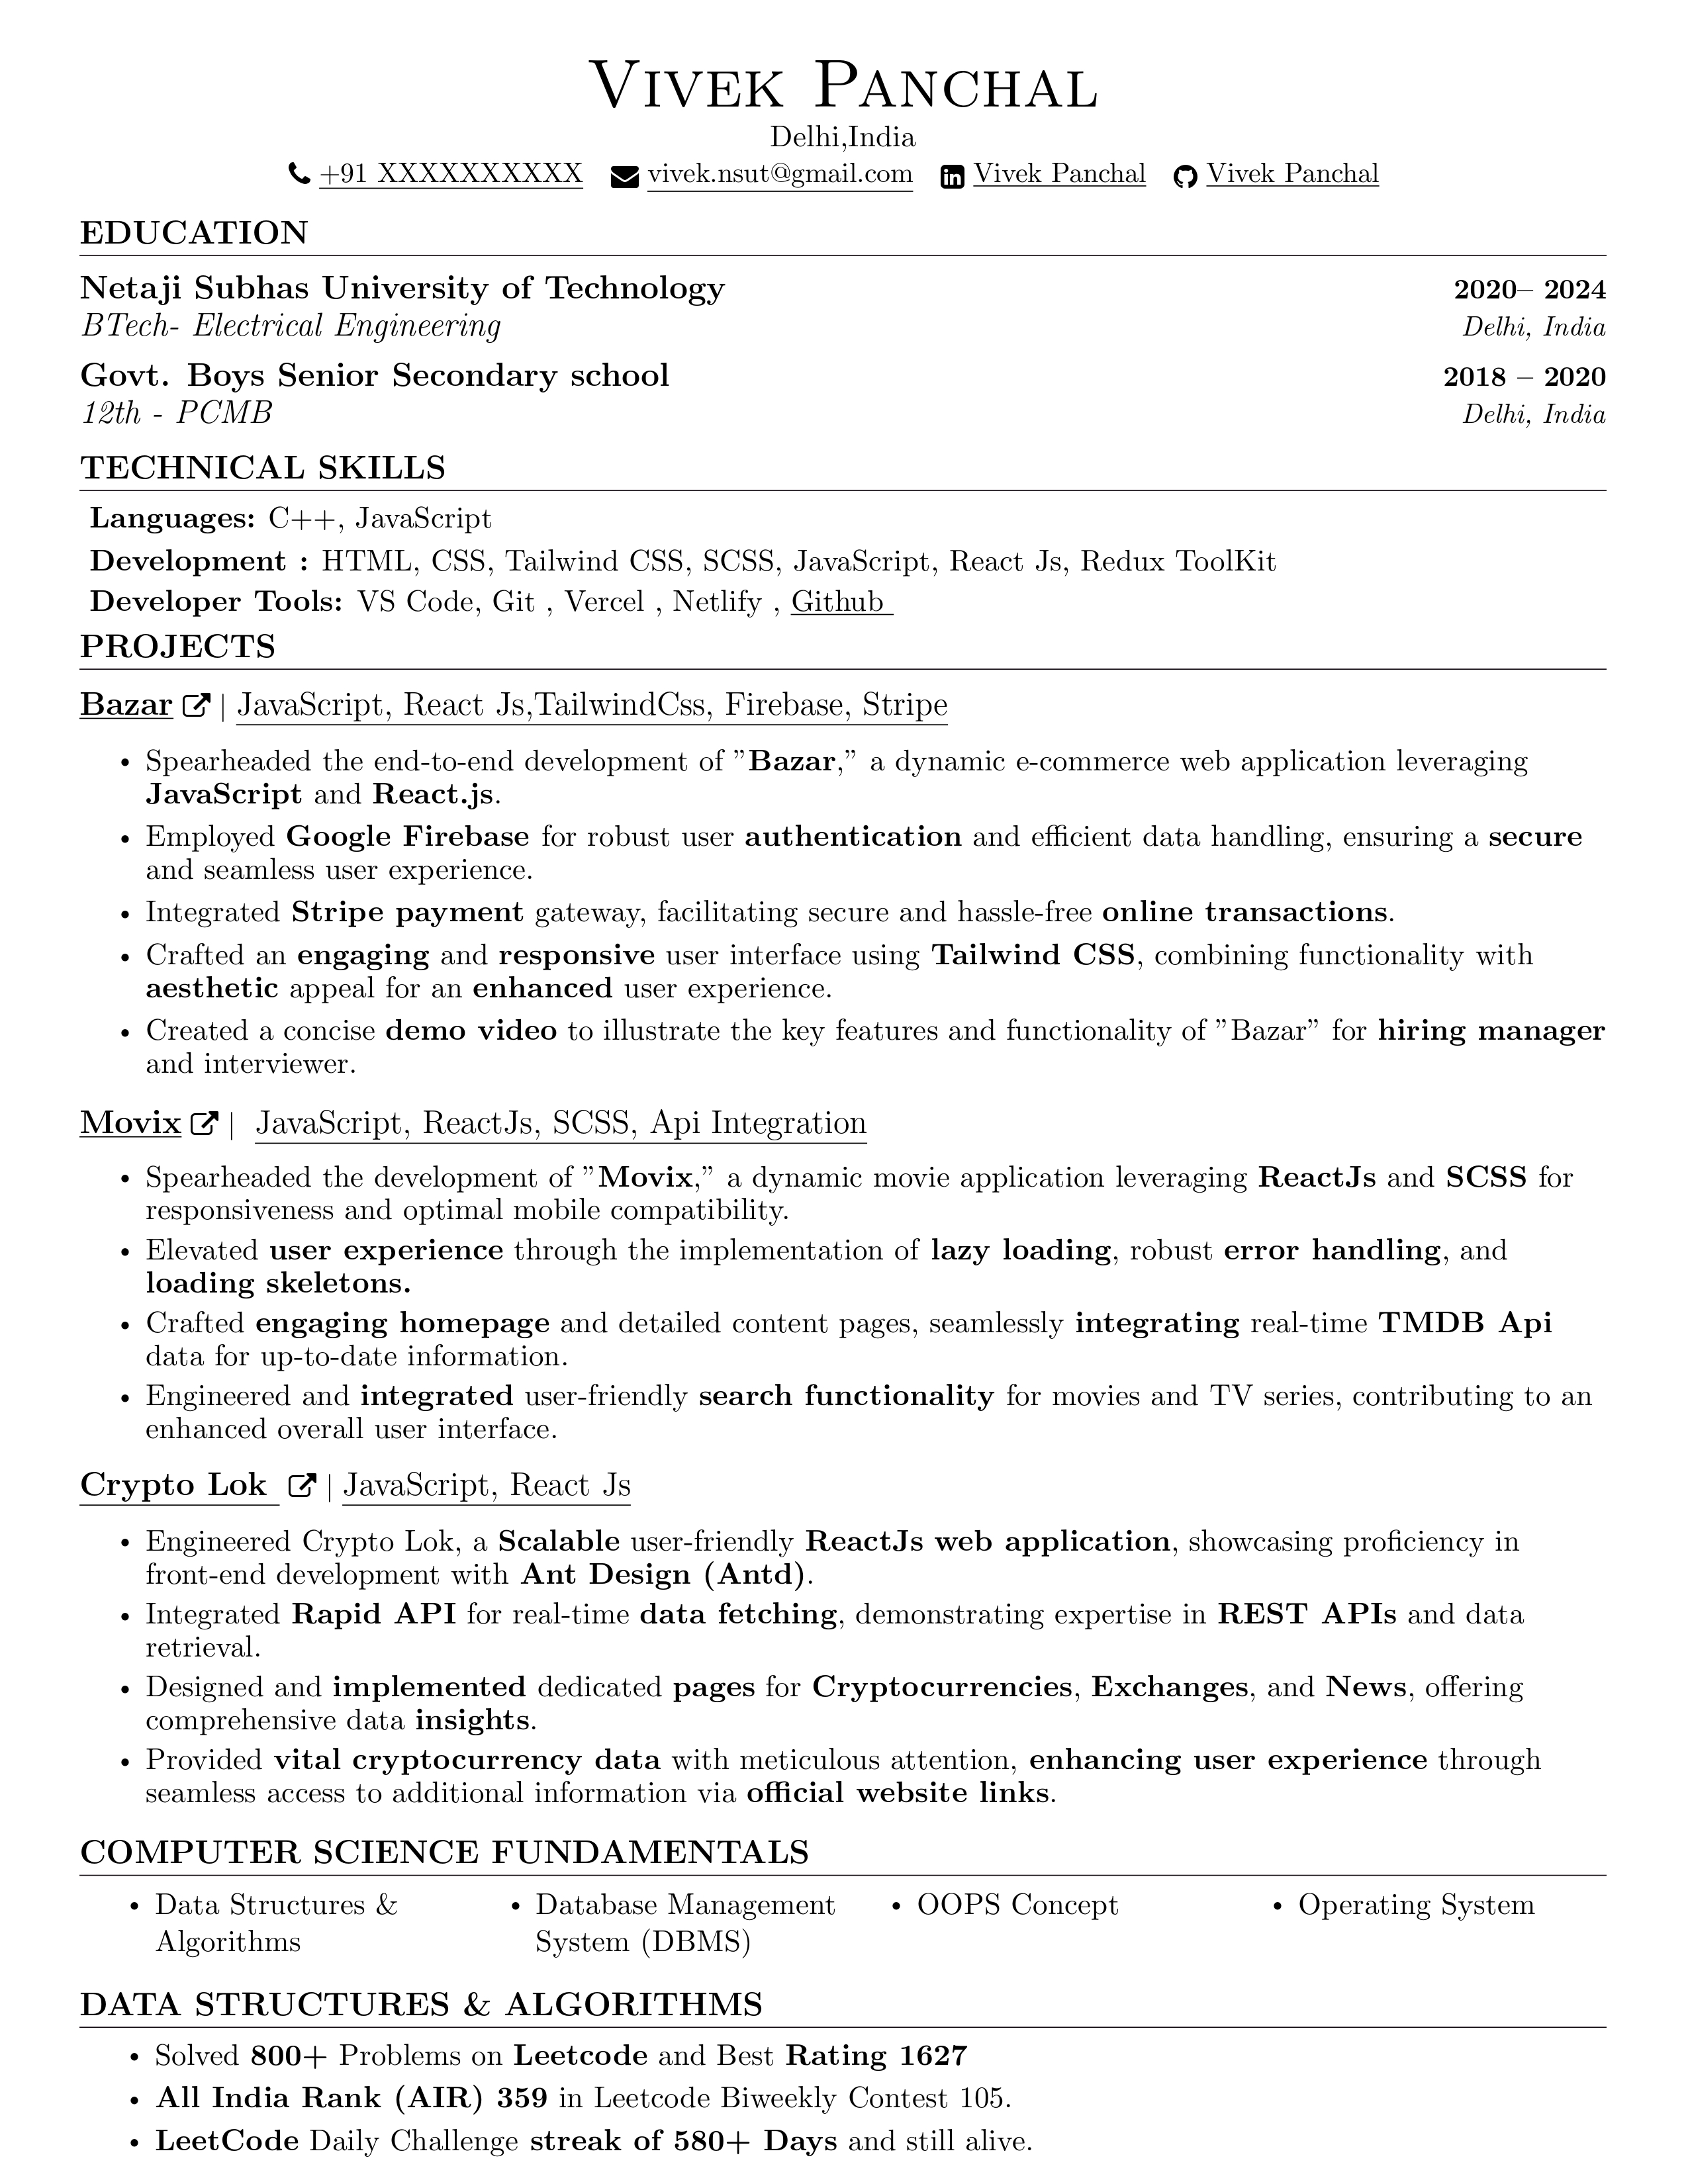 Vivek Panchal
Delhi,India
+91 XXXXXXXXXX vivek.nsut@gmail.com Vivek Panchal Vivek Panchal
EDUCATION
Netaji Subhas University of Technology 2020– 2024
BTech- Electrical Engineering Delhi, India
Govt. Boys Senior Secondary school 2018 – 2020
12th - PCMB Delhi, India
TECHNICAL SKILLS
Languages: C++, JavaScript
Development : HTML, CSS, Tailwind CSS, SCSS, JavaScript, React Js, Redux ToolKit
Developer Tools: VS Code, Git , Vercel , Netlify , Github
PROJECTS
Bazar | JavaScript, React Js,TailwindCss, Firebase, Stripe
• Spearheaded the end-to-end development of ”Bazar,” a dynamic e-commerce web application leveraging
JavaScript and React.js.
• Employed Google Firebase for robust user authentication and efficient data handling, ensuring a secure
and seamless user experience.
• Integrated Stripe payment gateway, facilitating secure and hassle-free online transactions.
• Crafted an engaging and responsive user interface using Tailwind CSS, combining functionality with
aesthetic appeal for an enhanced user experience.
• Created a concise demo video to illustrate the key features and functionality of ”Bazar” for hiring manager
and interviewer.
Movix | JavaScript, ReactJs, SCSS, Api Integration
• Spearheaded the development of ”Movix,” a dynamic movie application leveraging ReactJs and SCSS for
responsiveness and optimal mobile compatibility.
• Elevated user experience through the implementation of lazy loading, robust error handling, and
loading skeletons.
• Crafted engaging homepage and detailed content pages, seamlessly integrating real-time TMDB Api
data for up-to-date information.
• Engineered and integrated user-friendly search functionality for movies and TV series, contributing to an
enhanced overall user interface.
Crypto Lok | JavaScript, React Js
• Engineered Crypto Lok, a Scalable user-friendly ReactJs web application, showcasing proficiency in
front-end development with Ant Design (Antd).
• Integrated Rapid API for real-time data fetching, demonstrating expertise in REST APIs and data
retrieval.
• Designed and implemented dedicated pages for Cryptocurrencies, Exchanges, and News, offering
comprehensive data insights.
• Provided vital cryptocurrency data with meticulous attention, enhancing user experience through
seamless access to additional information via official website links.
COMPUTER SCIENCE FUNDAMENTALS
• Data Structures &
Algorithms
• Database Management
System (DBMS)
• OOPS Concept
• Operating System
DATA STRUCTURES & ALGORITHMS
• Solved 800+ Problems on Leetcode and Best Rating 1627
• All India Rank (AIR) 359 in Leetcode Biweekly Contest 105.
• LeetCode Daily Challenge streak of 580+ Days and still alive.